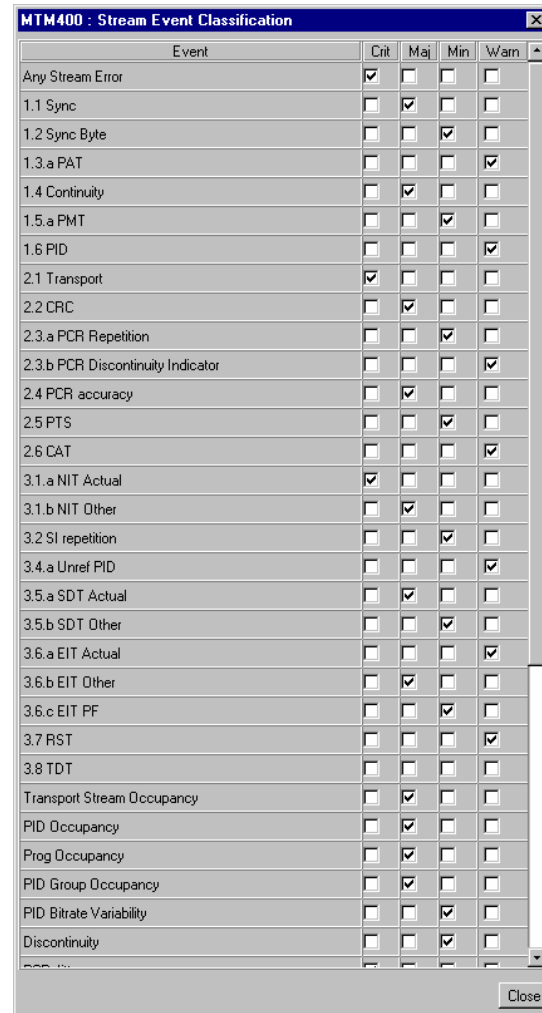 MTM400 : Stream Event Classification
Event Crit Maj Min Warn
Any Stream Error
1.1 Sync
1.2 Sync Byte
1.3.a PAT
1.4 Continuity
1.5.a PMT
1.6 PID
2.1 Transport
2.2 CRC
2.3.a PCR Repetition
2.3.b PCR Discontinuity Indicator
2.4 PCR accuracy
2.5 PTS
2.6 CAT
3.1.a NIT Actual
3.1.b NIT Other
3.2 SI repetition
3.4.a Unref PID
3.5.a SDT Actual
3.5.b SDT Other
3.6.a EIT Actual
3.6.b EIT Other
3.6.c EIT PF
3.7 RST
3.8 TDT
Transport Stream Occupancy
PID Occupancy
Prog Occupancy
PID Group Occupancy
PID Bitrate Variability
Discontinuity
Close